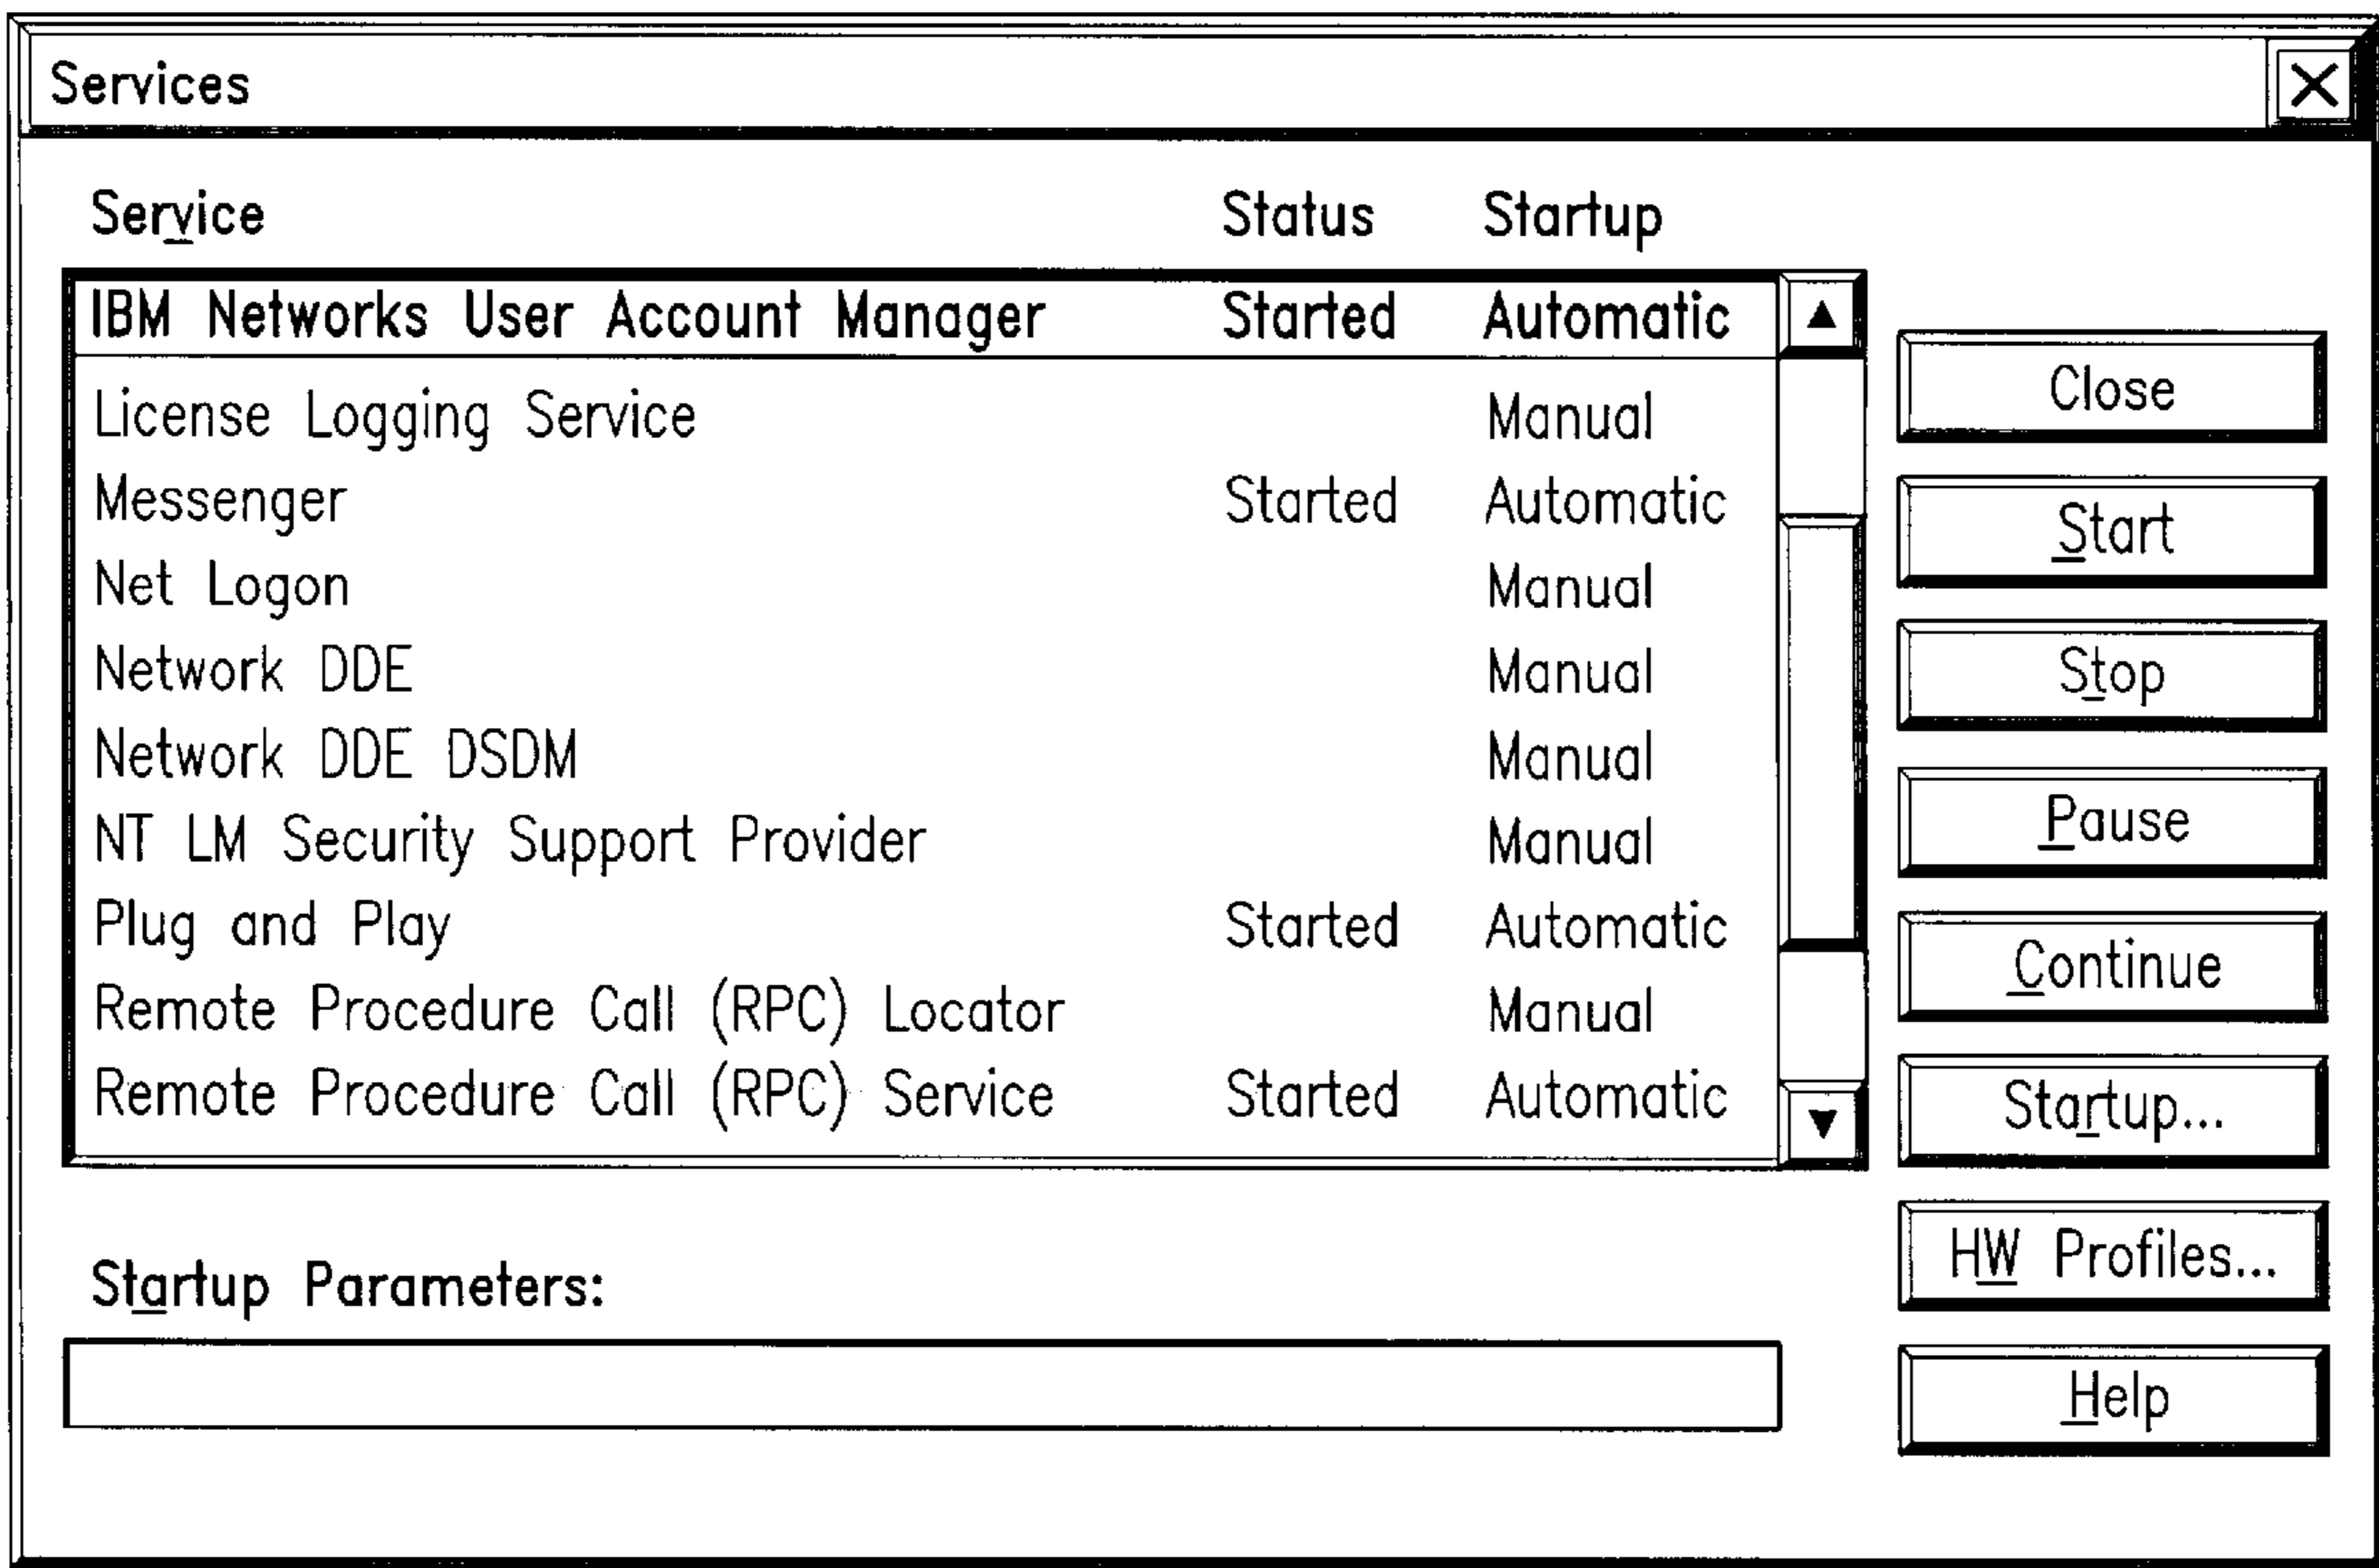 Services
Service Status Startup
IBM Networks User Account Manager Started Automatic
License Logging Service Manual
Messenger Started Automatic
Net Logon Manual
Network DDE Manual
Network DDE DSDM Manual
NT LM Security Support Provider Manual
Plug and Play Started Automatic
Remote Procedure Call (RPC) Locator Manual
Remote Procedure Call (RPC) Service Started Automatic
Startup Parameters:
Close
Start
Stop
Pause
Continue
Startup...
HW Profiles...
Help